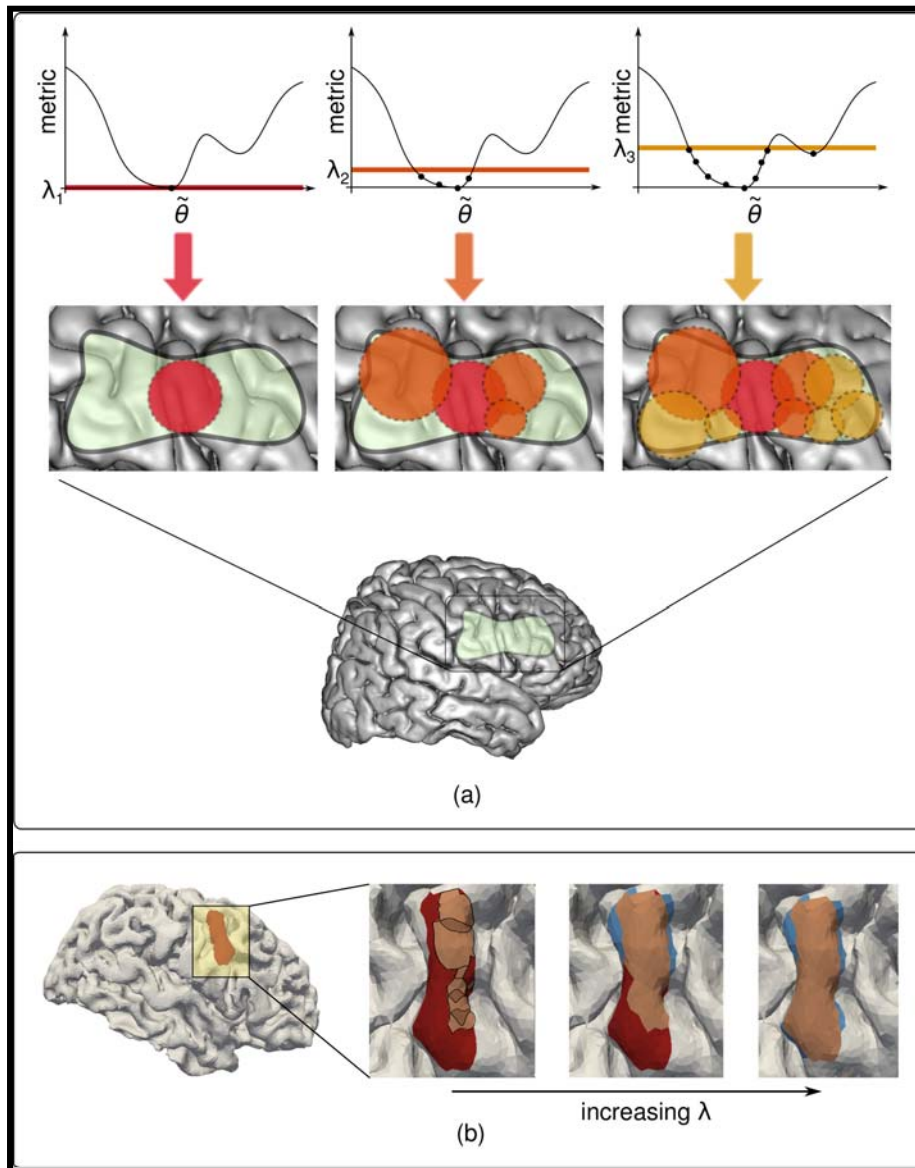 metric
metric
metric
λ1
λ2
λ3
θ̃
θ̃
θ̃
(a)
increasing λ
(b)